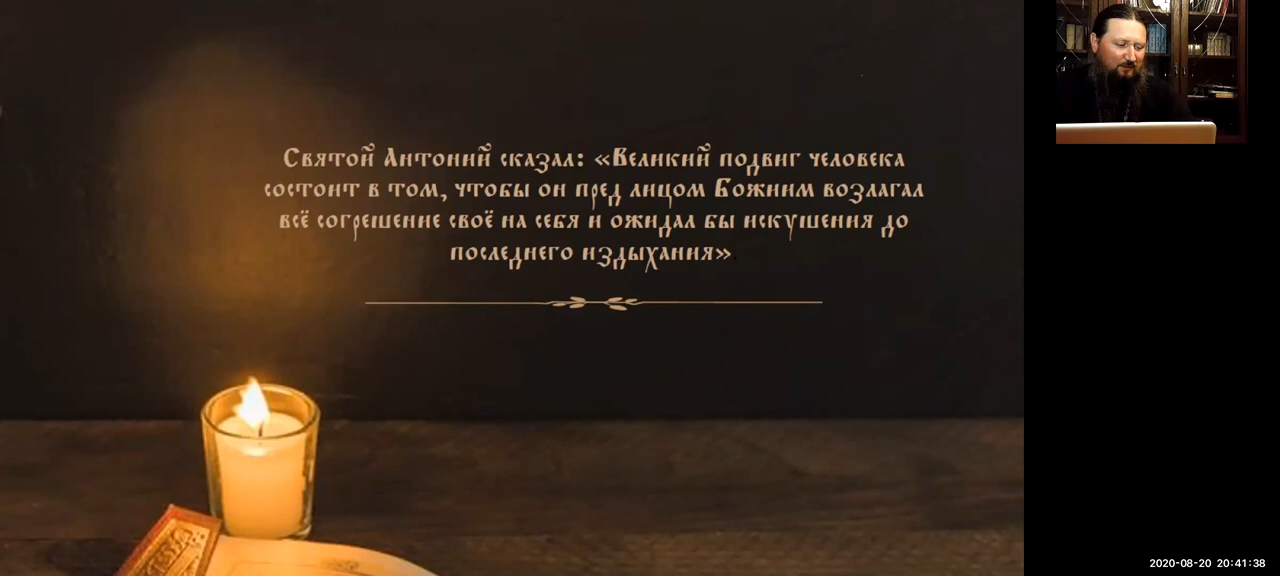 Святой Антоний сказал: «Великий подвиг человека
состоит в том, чтобы он пред лицом Божиим возлагал
всё согрешение своё на себя и ожидал бы искушения до
последнего издыхания».
2020-08-20 20:41:38